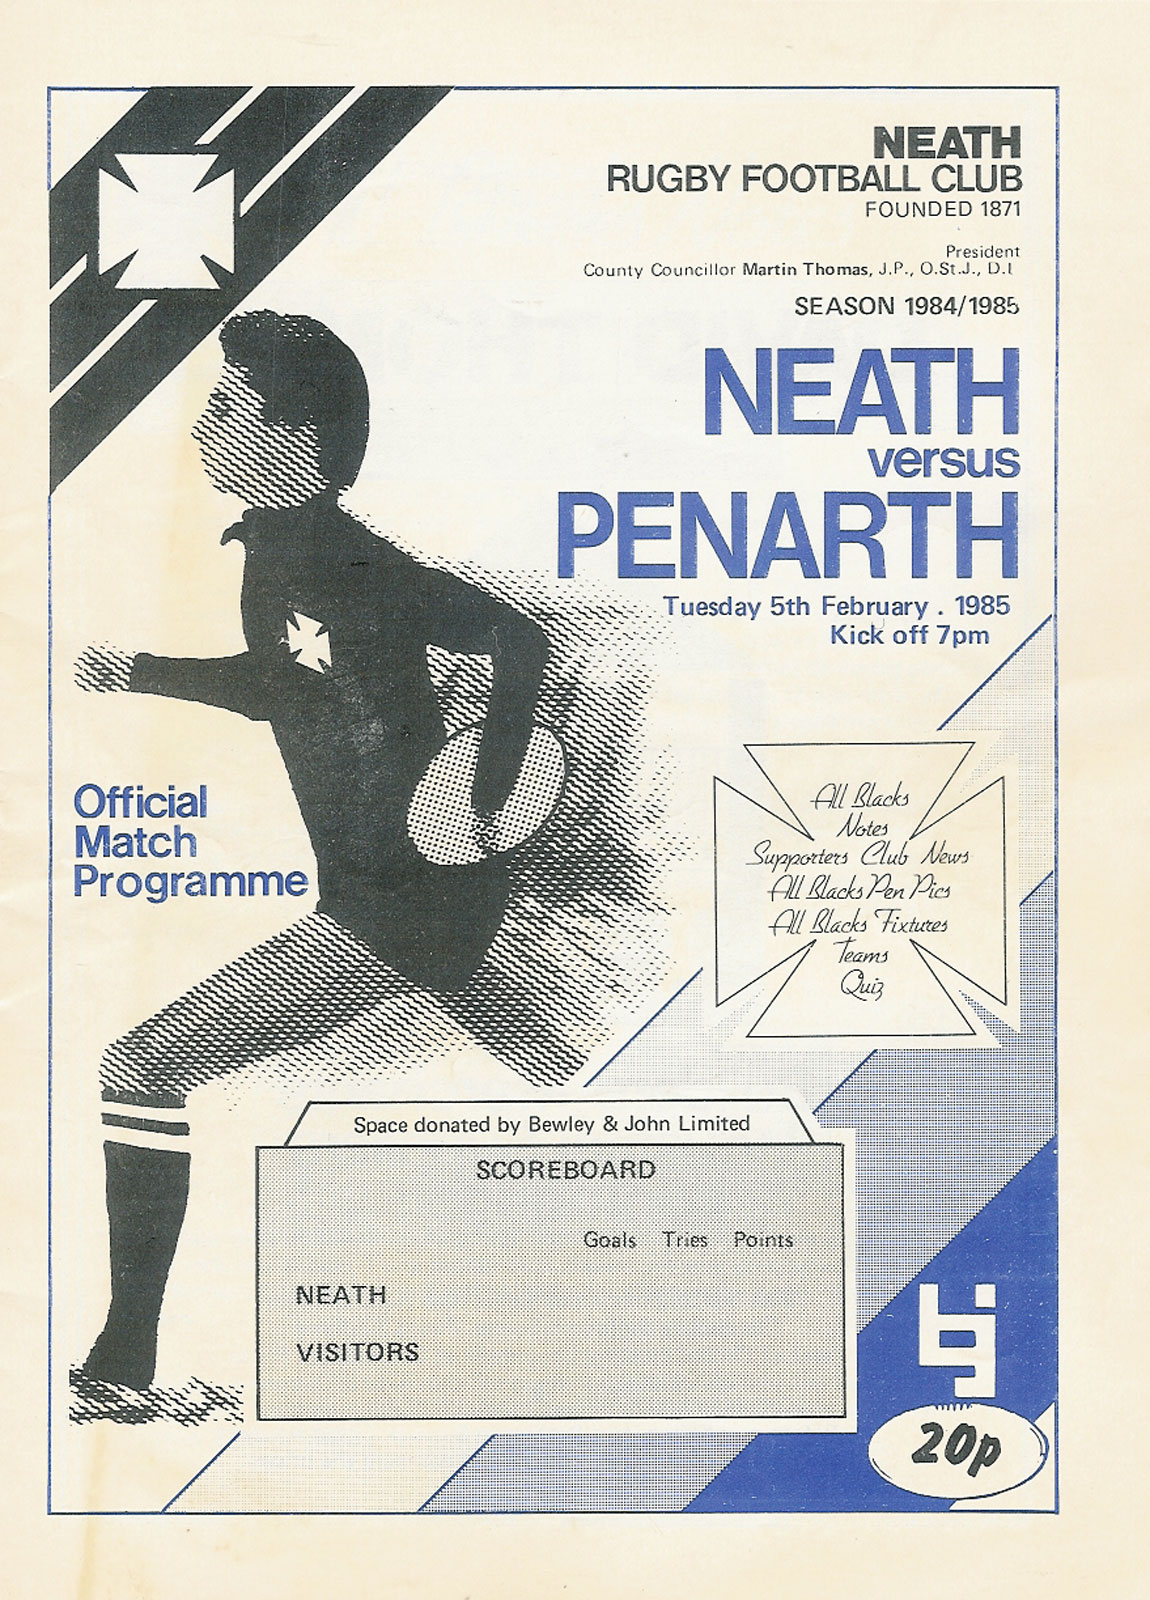 NEATH
RUGBY FOOTBALL CLUB
FOUNDED 1871
President
County Councillor Martin Thomas, J.P., O.St.J., D.L
SEASON 1984/1985
NEATH
versus
PENARTH
Tuesday 5th February . 1985
Kick off 7pm
Official
Match
Programme
All Blacks
Notes
Supporters Club News
All Blacks Pen Pics
All Blacks Fixtures
Teams
Quiz
Space donated by Bewley & John Limited
SCOREBOARD
Goals Tries Points
NEATH
VISITORS
bj
20p